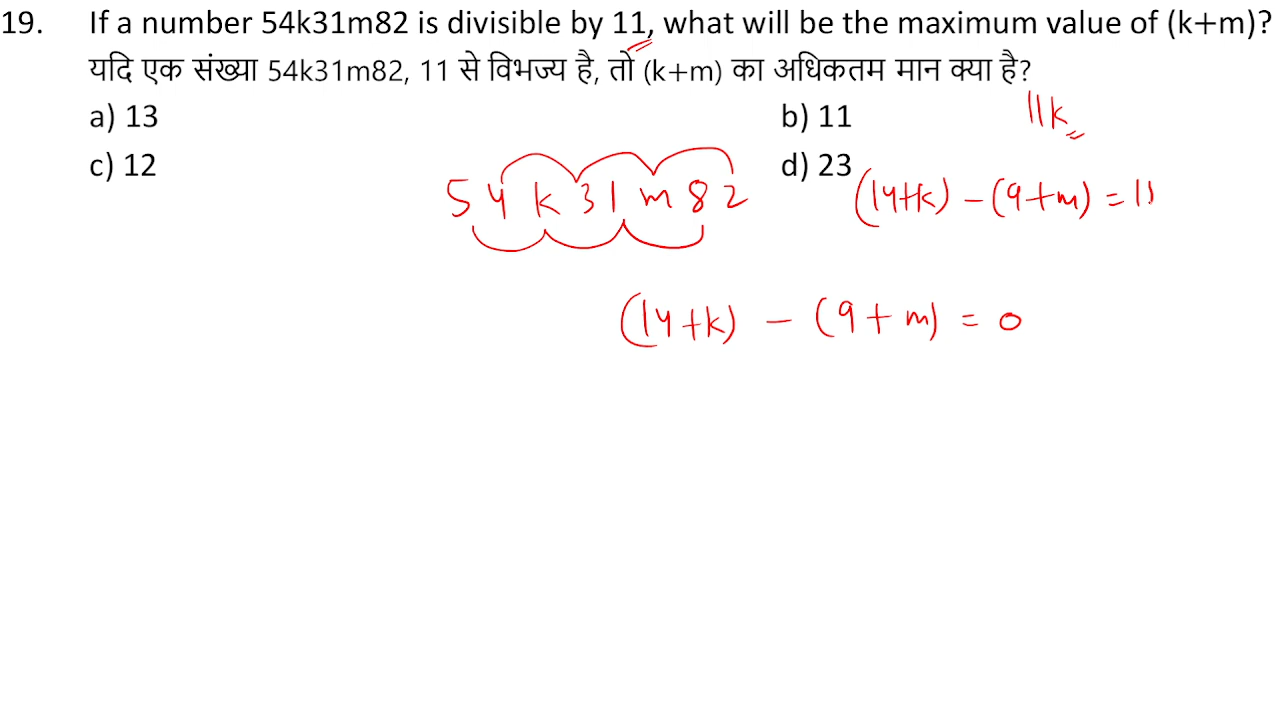 19. If a number 54k31m82 is divisible by 11, what will be the maximum value of (k+m)?
यदि एक संख्या 54k31m82, 11 से विभज्य है, तो (k+m) का अधिकतम मान क्या है?
a) 13 b) 11
11k
c) 12 d) 23
54k31m82 (14+k) - (9+m) = 11
(14+k) - (9+m) = 0